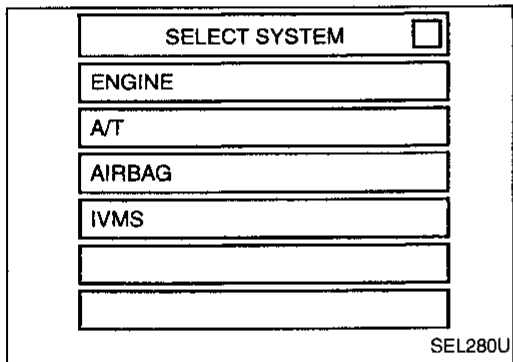 SELECT SYSTEM
ENGINE
A/T
AIRBAG
IVMS
SEL280U